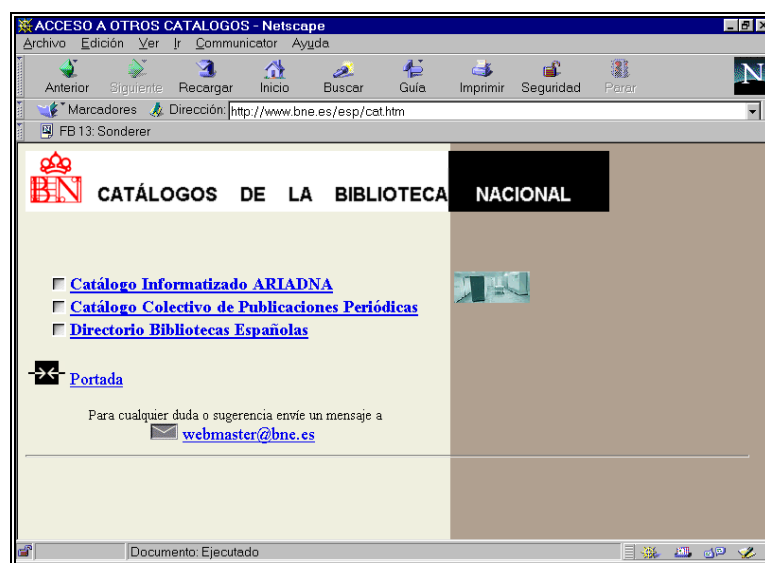 ACCESO A OTROS CATALOGOS - Netscape
Archivo Edición Ver Ir Communicator Ayuda
Anterior Siguiente Recargar Inicio Buscar Guía Imprimir Seguridad Parar
N
Marcadores Dirección: http://www.bne.es/esp/cat.htm
FB 13: Sonderer
BN CATÁLOGOS DE LA BIBLIOTECA NACIONAL
Catálogo Informatizado ARIADNA
Catálogo Colectivo de Publicaciones Periódicas
Directorio Bibliotecas Españolas
Portada
Para cualquier duda o sugerencia envíe un mensaje a
webmaster@bne.es
Documento: Ejecutado